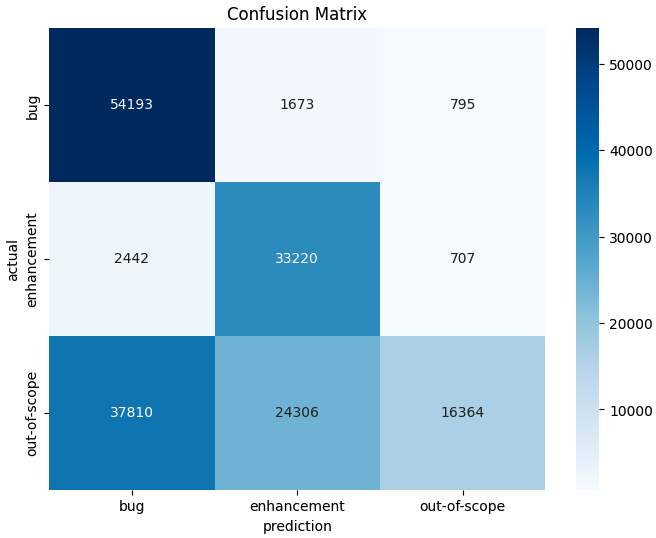 Confusion Matrix
actual
bug
54193 1673 795
enhancement
2442 33220 707
out-of-scope
37810 24306 16364
bug enhancement out-of-scope
prediction
50000
40000
30000
20000
10000